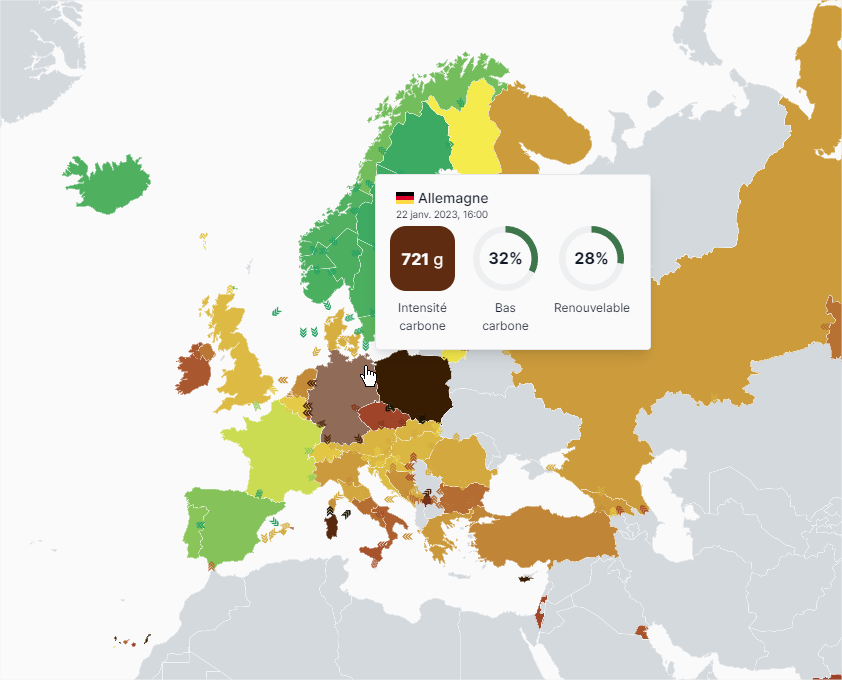 Allemagne
22 janv. 2023, 16:00
721 g
32%
28%
Intensité
carbone
Bas
carbone
Renouvelable